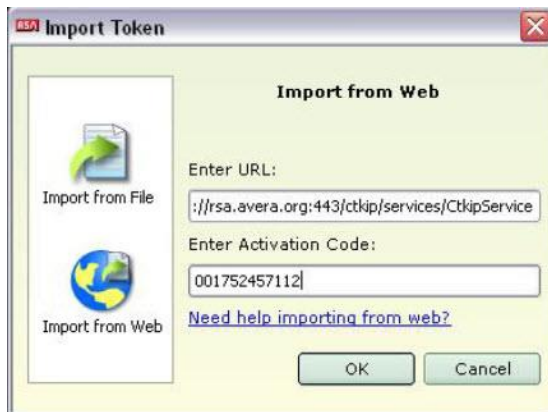 RSA Import Token
Import from Web
Import from File
Import from Web
Enter URL:
://rsa.avera.org:443/ctkip/services/CtkipService
Enter Activation Code:
001752457112
Need help importing from web?
OK
Cancel